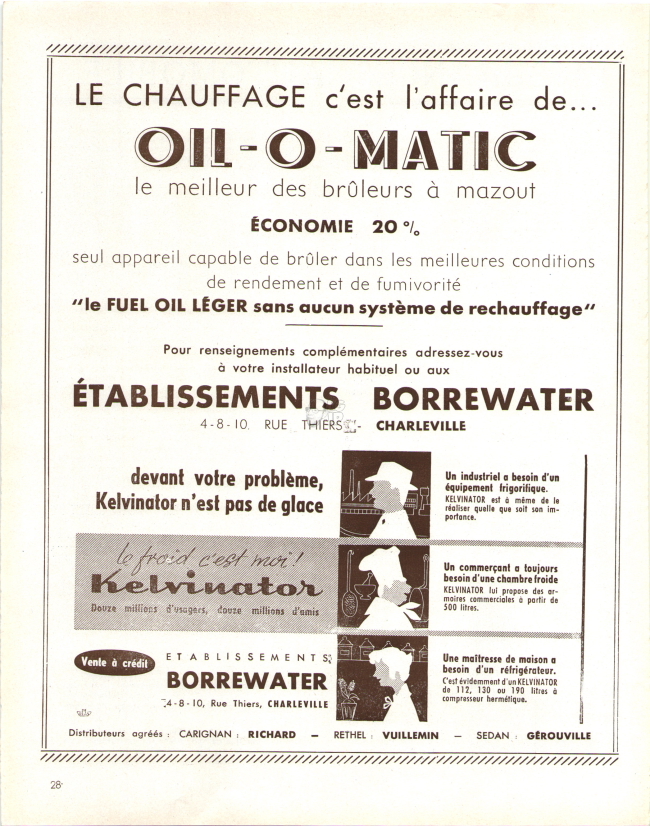 LE CHAUFFAGE c'est l'affaire de...
OIL-O-MATIC
le meilleur des brûleurs à mazout
ÉCONOMIE 20 %
seul appareil capable de brûler dans les meilleures conditions
de rendement et de fumivorité
"le FUEL OIL LÉGER sans aucun système de rechauffage"
Pour renseignements complémentaires adressez-vous
à votre installateur habituel ou aux
ÉTABLISSEMENTS BORREWATER
4-8-10, RUE THIERS - CHARLEVILLE
devant votre problème,
Kelvinator n'est pas de glace
Un industriel a besoin d'un
équipement frigorifique.
KELVINATOR est à même de le
réaliser quelle que soit son im-
portance.
le froid c'est moi !
Kelvinator
Douze millions d'usagers, douze millions d'amis
Un commerçant a toujours
besoin d'une chambre froide
KELVINATOR lui propose des ar-
moires commerciales à partir de
500 litres.
Vente à crédit
ETABLISSEMENTS
BORREWATER
4-8-10, Rue Thiers, CHARLEVILLE
Une maîtresse de maison a
besoin d'un réfrigérateur.
C'est évidemment d'un KELVINATOR
de 112, 130 ou 190 litres à
compresseur hermétique.
Distributeurs agréés : CARIGNAN : RICHARD — RETHEL : VUILLEMIN — SEDAN : GÉROUVILLE
28